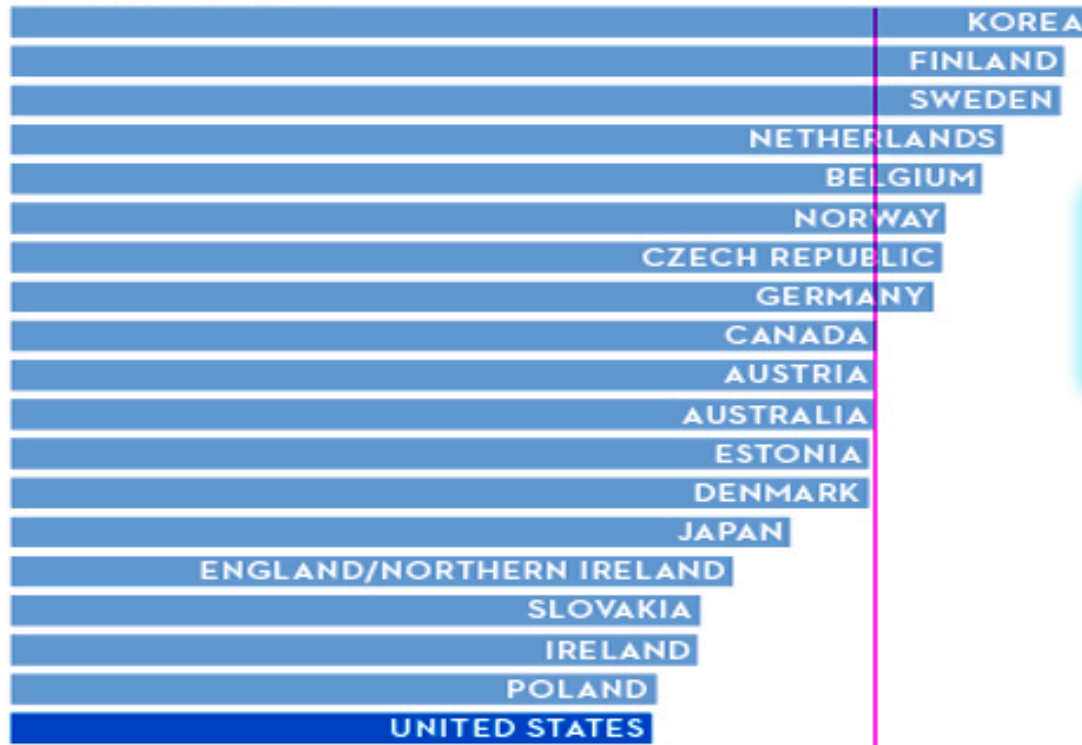 KOREA
FINLAND
SWEDEN
NETHERLANDS
BELGIUM
NORWAY
CZECH REPUBLIC
GERMANY
CANADA
AUSTRIA
AUSTRALIA
ESTONIA
DENMARK
JAPAN
ENGLAND/NORTHERN IRELAND
SLOVAKIA
IRELAND
POLAND
UNITED STATES